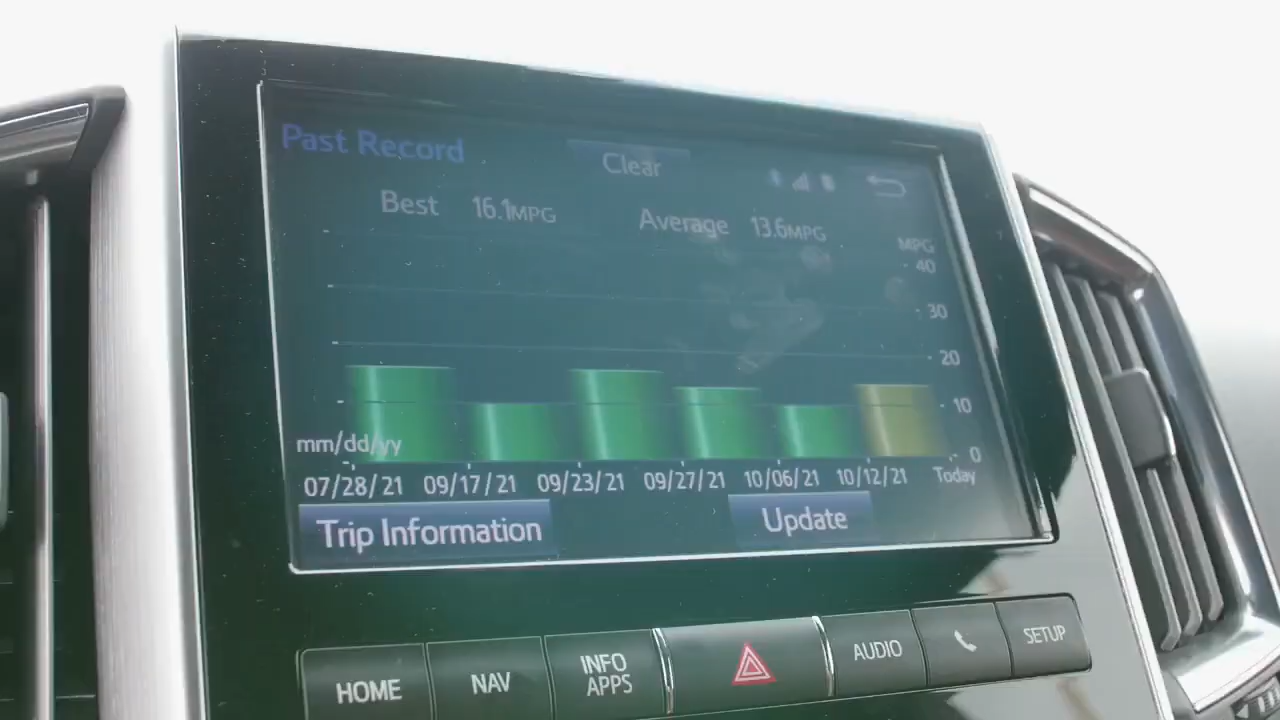 Past Record
Clear
Best 16.1MPG
Average 13.6MPG
MPG
40
30
20
10
0
mm/dd/yy
07/28/21 09/17/21 09/23/21 09/27/21 10/06/21 10/12/21 Today
Trip Information
Update
HOME
NAV
INFO
APPS
AUDIO
SETUP